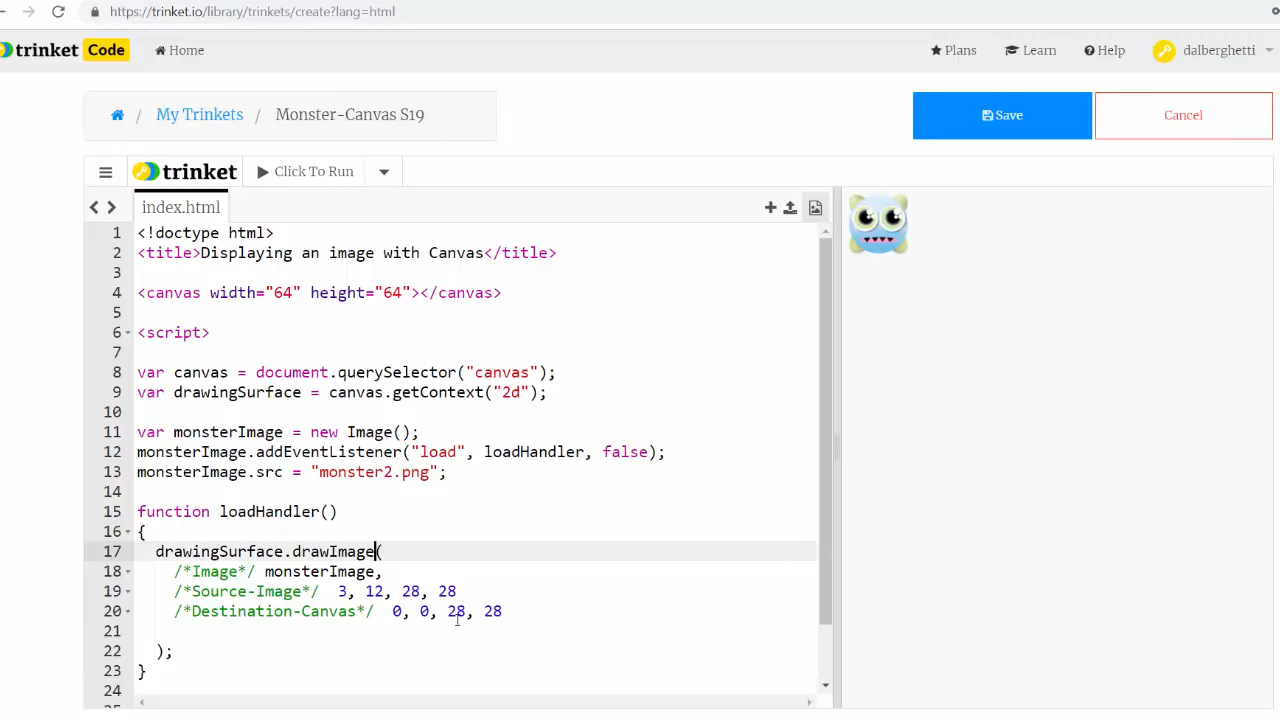 https://trinket.io/library/trinkets/create?lang=html
trinket Code Home Plans Learn Help dalberghetti
/ My Trinkets / Monster-Canvas S19 Save Cancel
trinket Click To Run
index.html
1 <!doctype html>
2 <title>Displaying an image with Canvas</title>
3
4 <canvas width="64" height="64"></canvas>
5
6 <script>
7
8 var canvas = document.querySelector("canvas");
9 var drawingSurface = canvas.getContext("2d");
10
11 var monsterImage = new Image();
12 monsterImage.addEventListener("load", loadHandler, false);
13 monsterImage.src = "monster2.png";
14
15 function loadHandler()
16 {
17 drawingSurface.drawImage(
18 /*Image*/ monsterImage,
19 /*Source-Image*/ 3, 12, 28, 28
20 /*Destination-Canvas*/ 0, 0, 28, 28
21
22 );
23 }
24